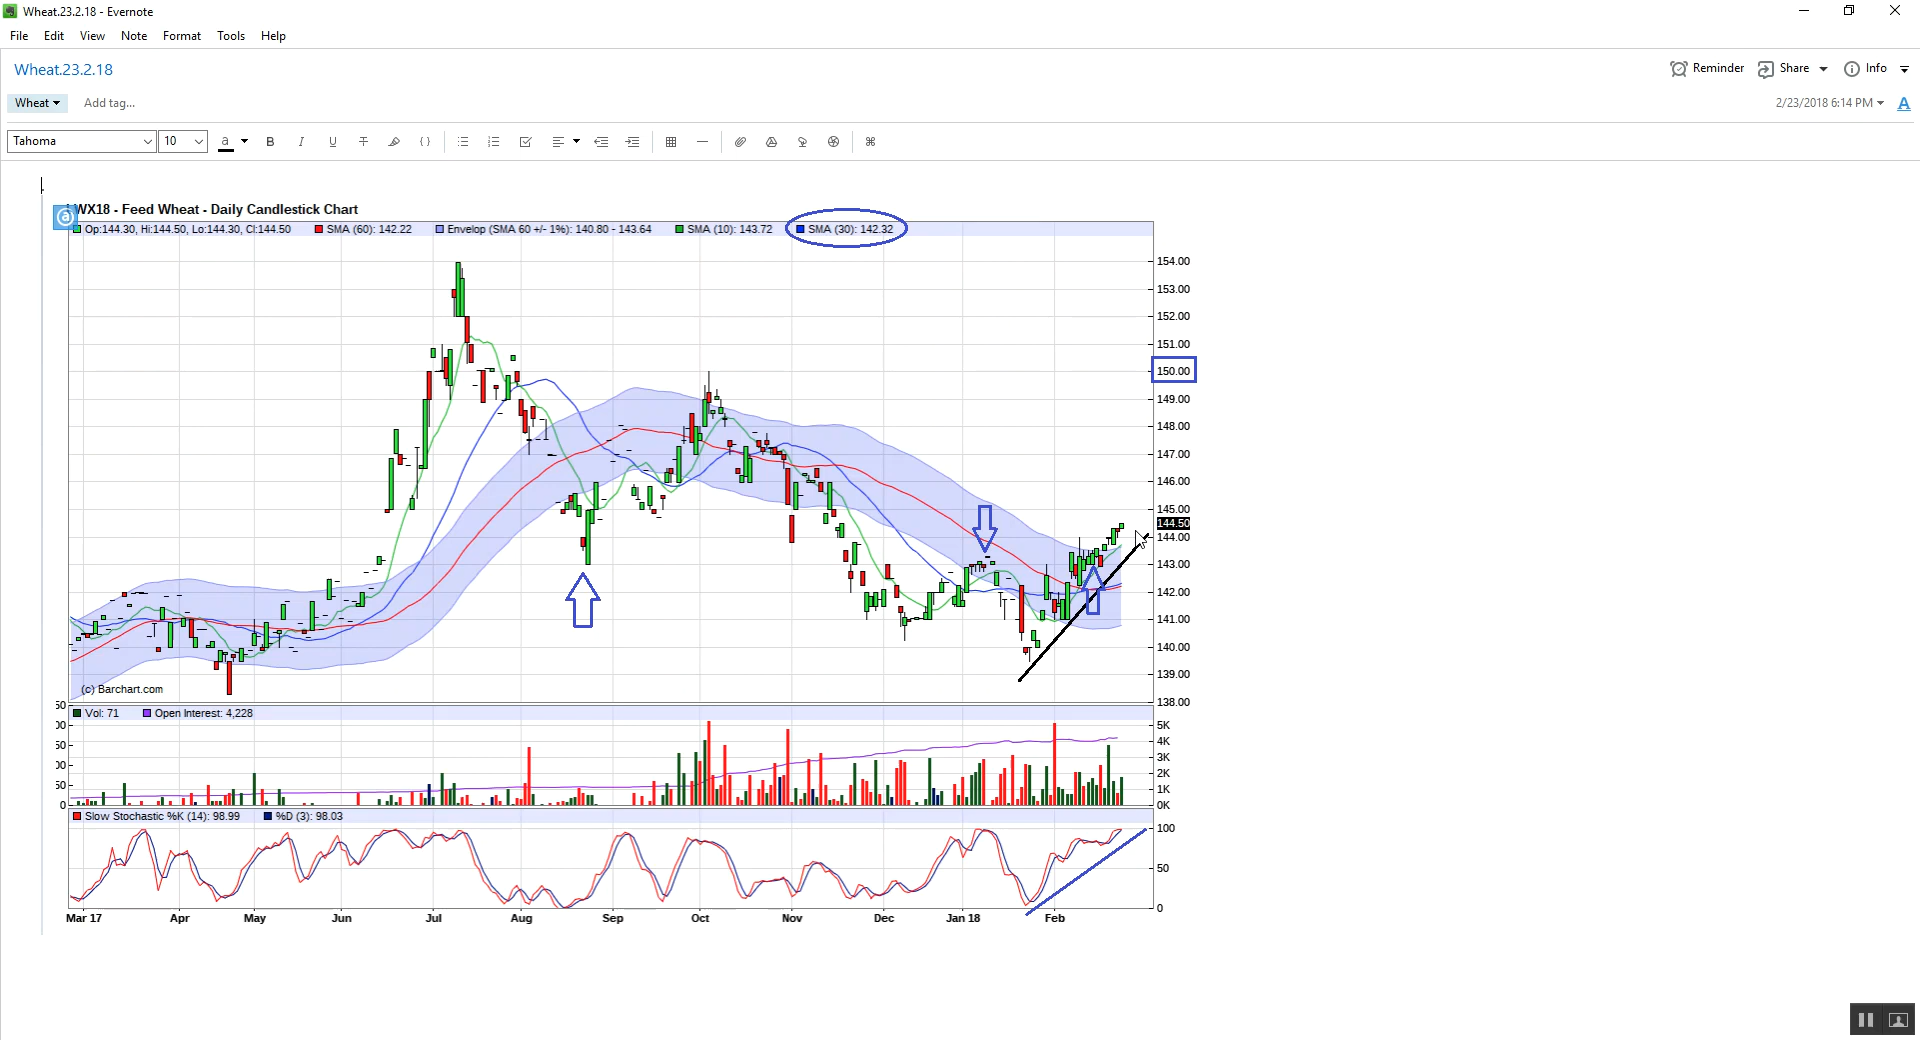 Wheat.23.2.18 - Evernote
File Edit View Note Format Tools Help
Wheat.23.2.18
Reminder Share Info
Wheat Add tag...
2/23/2018 6:14 PM
Tahoma 10 a B I U T {}
WX18 - Feed Wheat - Daily Candlestick Chart
Op:144.30, Hi:144.50, Lo:144.30, Cl:144.50 SMA (60): 142.22 Envelop (SMA 60 +/- 1%): 140.80 - 143.64 SMA (10): 143.72 SMA (30): 142.32
154.00
153.00
152.00
151.00
150.00
149.00
148.00
147.00
146.00
145.00
144.50
144.00
143.00
142.00
141.00
140.00
139.00
138.00
(c) Barchart.com
Vol: 71 Open Interest: 4,228
5K
4K
3K
2K
1K
0K
50
00
50
00
50
0
Slow Stochastic %K (14): 98.99 %D (3): 98.03
100
50
0
Mar 17 Apr May Jun Jul Aug Sep Oct Nov Dec Jan 18 Feb